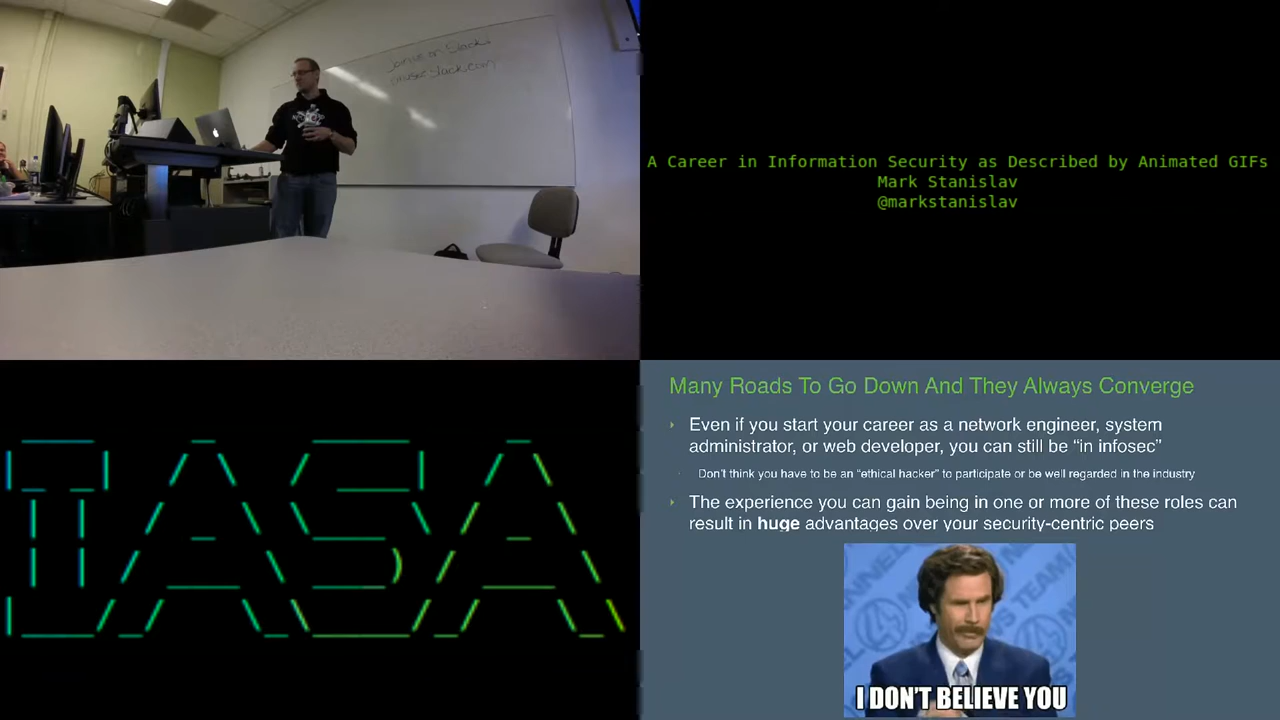 Join us on Slack:
A Career in Information Security as Described by Animated GIFs
Mark Stanislav
@markstanislav
IASA
Many Roads To Go Down And They Always Converge
Even if you start your career as a network engineer, system
administrator, or web developer, you can still be “in infosec”
Don't think you have to be an “ethical hacker” to participate or be well regarded in the industry
The experience you can gain being in one or more of these roles can
result in huge advantages over your security-centric peers
I DON'T BELIEVE YOU